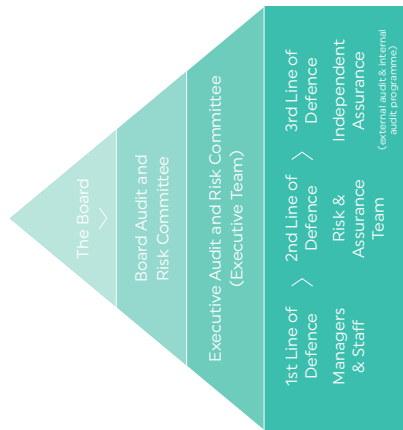 The Board
Board Audit and
Risk Committee
Executive Audit and Risk Committee
(Executive Team)
1st Line of
Defence
Managers
& Staff
2nd Line of
Defence
Risk &
Assurance
Team
3rd Line of
Defence
Independent
Assurance
(external audit & internal
audit programme)